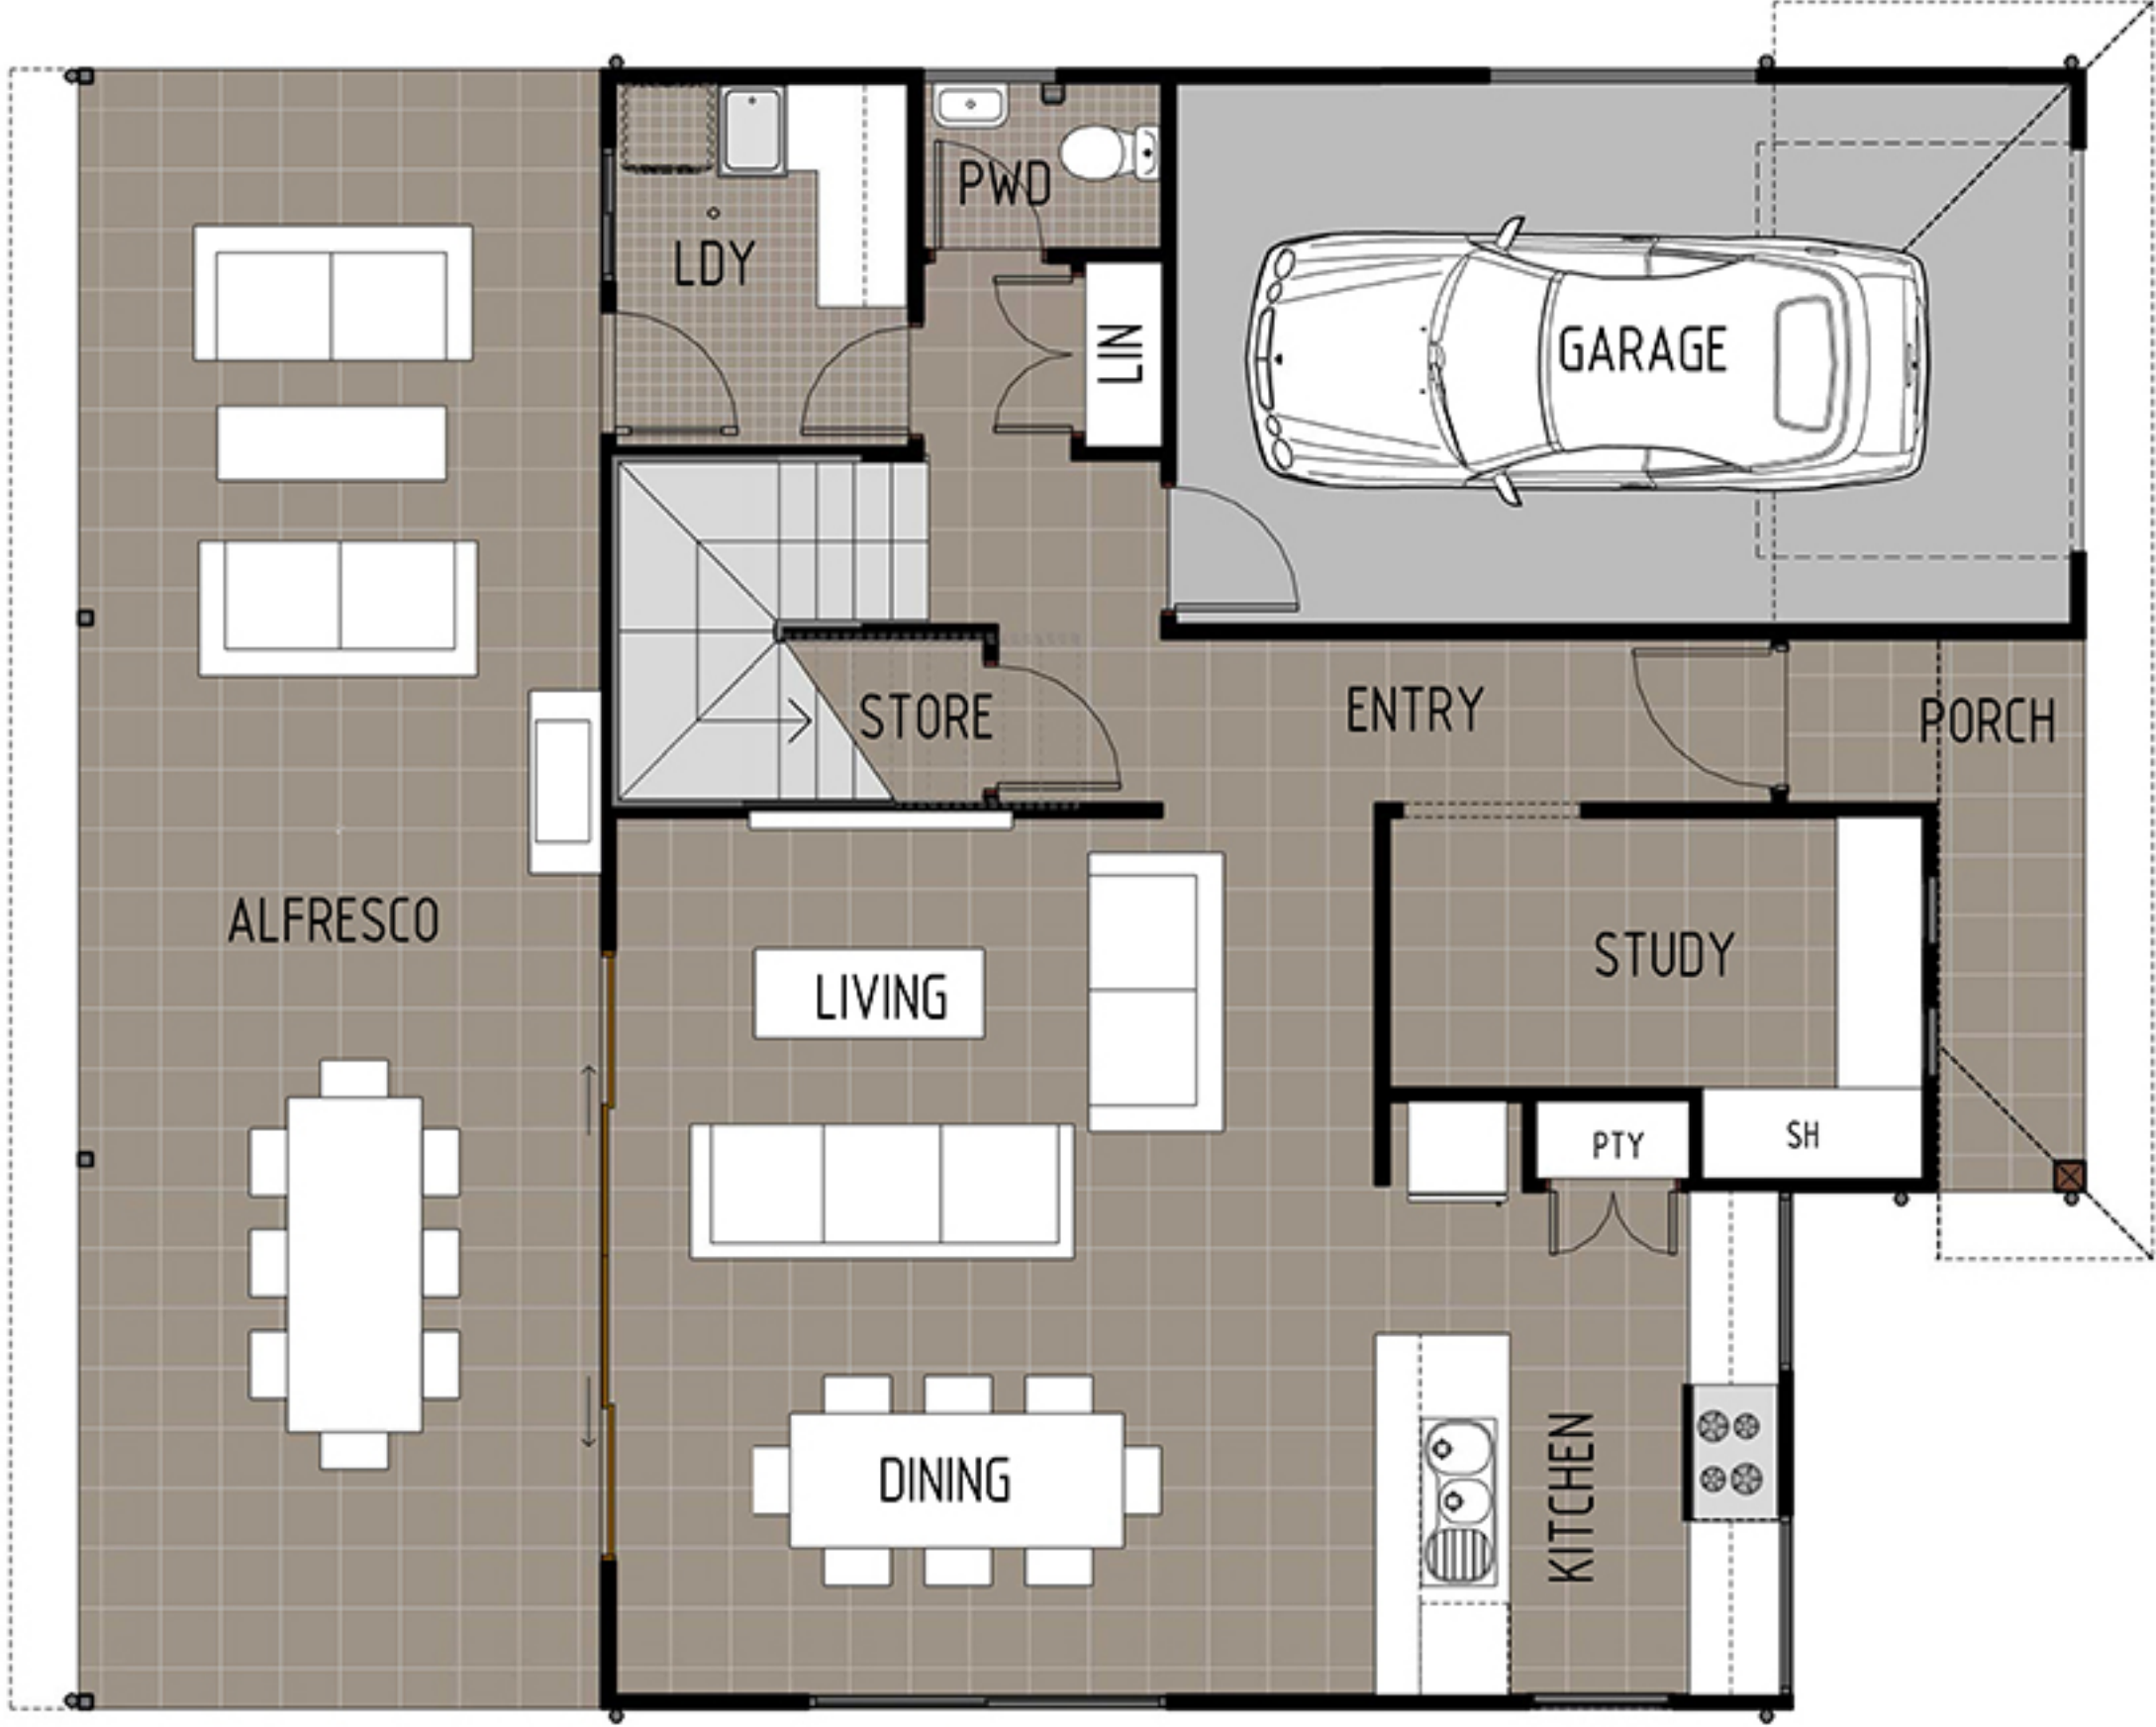 PWD
LDY
LIN
GARAGE
STORE
ENTRY
PORCH
ALFRESCO
STUDY
LIVING
PTY
SH
DINING
KITCHEN